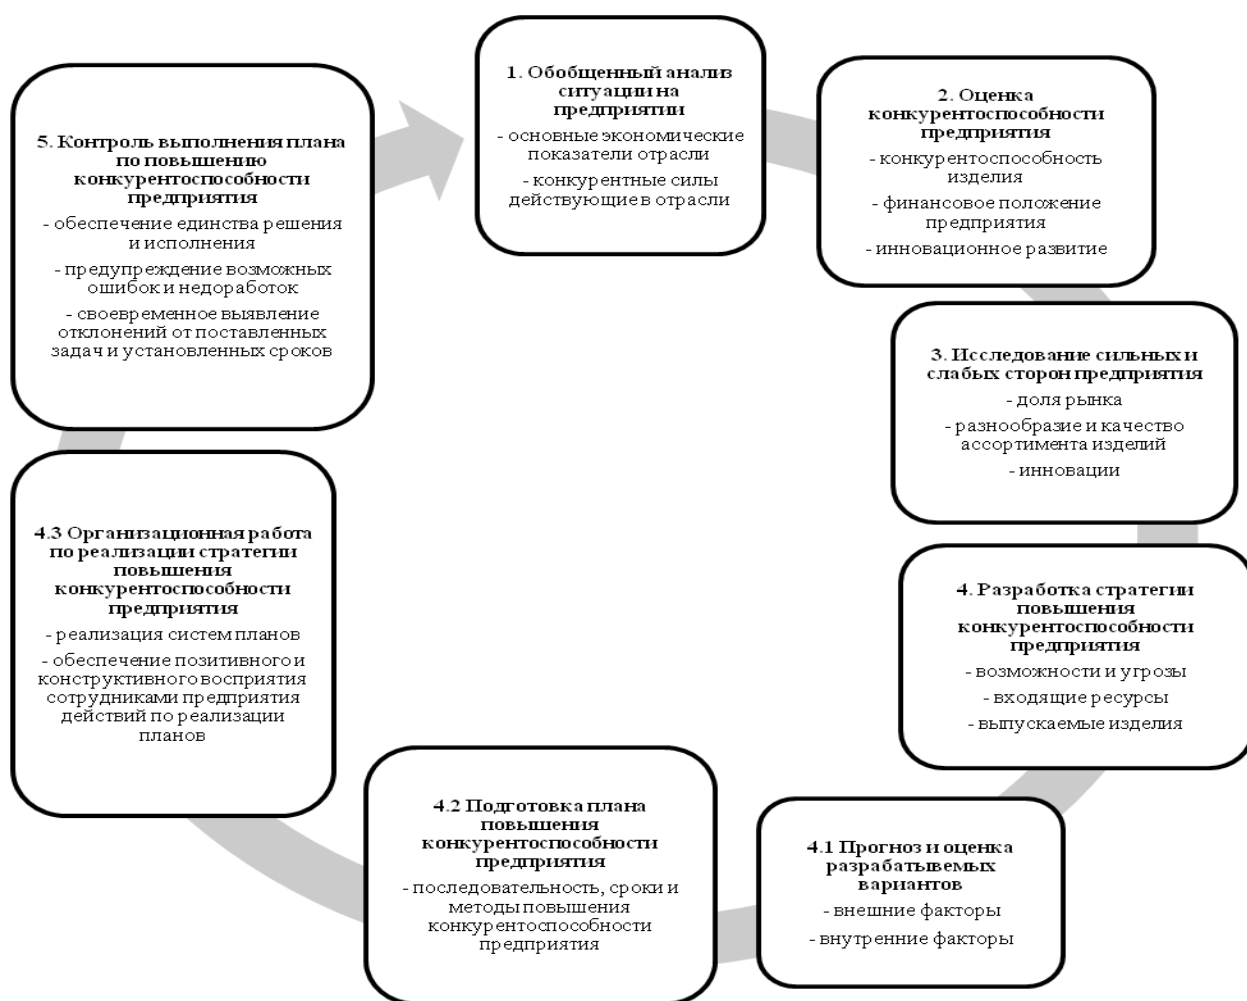 1. Обобщенный анализ
ситуации на
предприятии
- основные экономические
показатели отрасли
- конкурентные силы
действующие в отрасли
2. Оценка
конкурентоспособности
предприятия
- конкурентоспособность
изделия
- финансовое положение
предприятия
- инновационное развитие
3. Исследование сильных и
слабых сторон предприятия
- доля рынка
- разнообразие и качество
ассортимента изделий
- инновации
4. Разработка стратегии
повышения
конкурентоспособности
предприятия
- возможности и угрозы
- входящие ресурсы
- выпускаемые изделия
4.1 Прогноз и оценка
разрабатывемых
вариантов
- внешние факторы
- внутренние факторы
4.2 Подготовка плана
повышения
конкурентоспособности
предприятия
- последовательность, сроки и
методы повышения
конкурентоспособности
предприятия
4.3 Организационная работа
по реализации стратегии
повышения
конкурентоспособности
предприятия
- реализация систем планов
- обеспечение позитивного и
конструктивного восприятия
сотрудниками предприятия
действий по реализации
планов
5. Контроль выполнения плана
по повышению
конкурентоспособности
предприятия
- обеспечение единства решения
и исполнения
- предупреждение возможных
ошибок и недоработок
- своевременное выявление
отклонений от поставленных
задач и установленных сроков